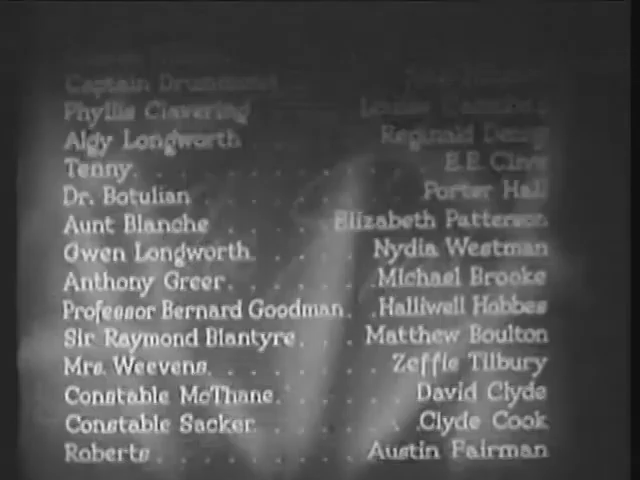 Captain Drummond
Phyllis Clavering Louise
Algy Longworth Reginald Denny
Tenny. . . . . . . . . . . E.E. Clive
Dr. Botulian . . . . . . . Porter Hall
Aunt Blanche . . . . Elizabeth Patterson
Gwen Longworth. . . . . Nydia Westman
Anthony Greer. . . . . . .Michael Brooke
Professor Bernard Goodman. .Halliwell Hobbes
Sir Raymond Blantyre. . . Matthew Boulton
Mrs. Weevens. . . . . . . Zeffie Tilbury
Constable McThane. . . . . David Clyde
Constable Sacker. . . . . .Clyde Cook
Roberts. . . . . . . . Austin Fairman